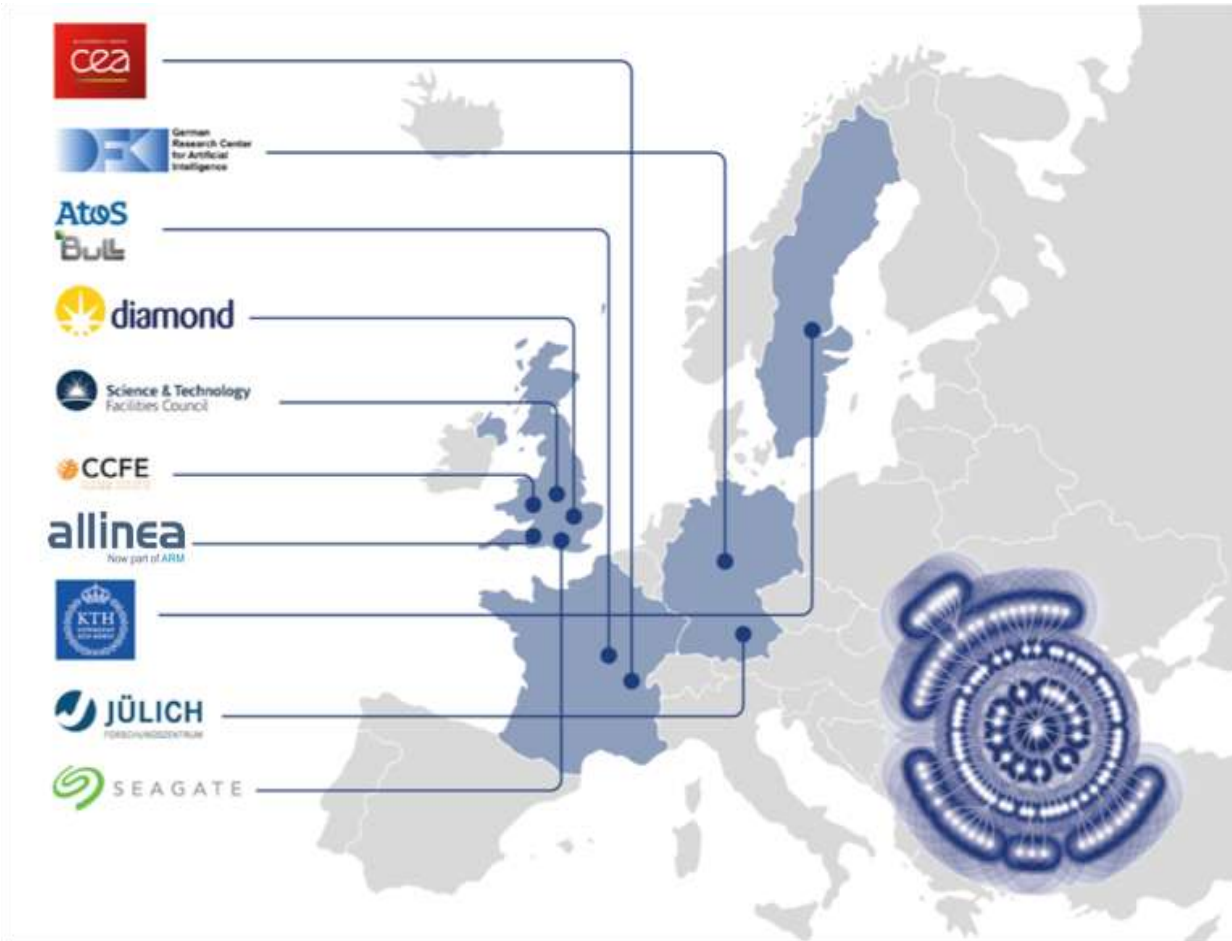 cea
DFKI
German
Research Center
for Artificial
Intelligence
Atos
Bull
diamond
Science & Technology
Facilities Council
CCFE
allinea
Now part of ARM
KTH
JÜLICH
FORSCHUNGSZENTRUM
SEAGATE